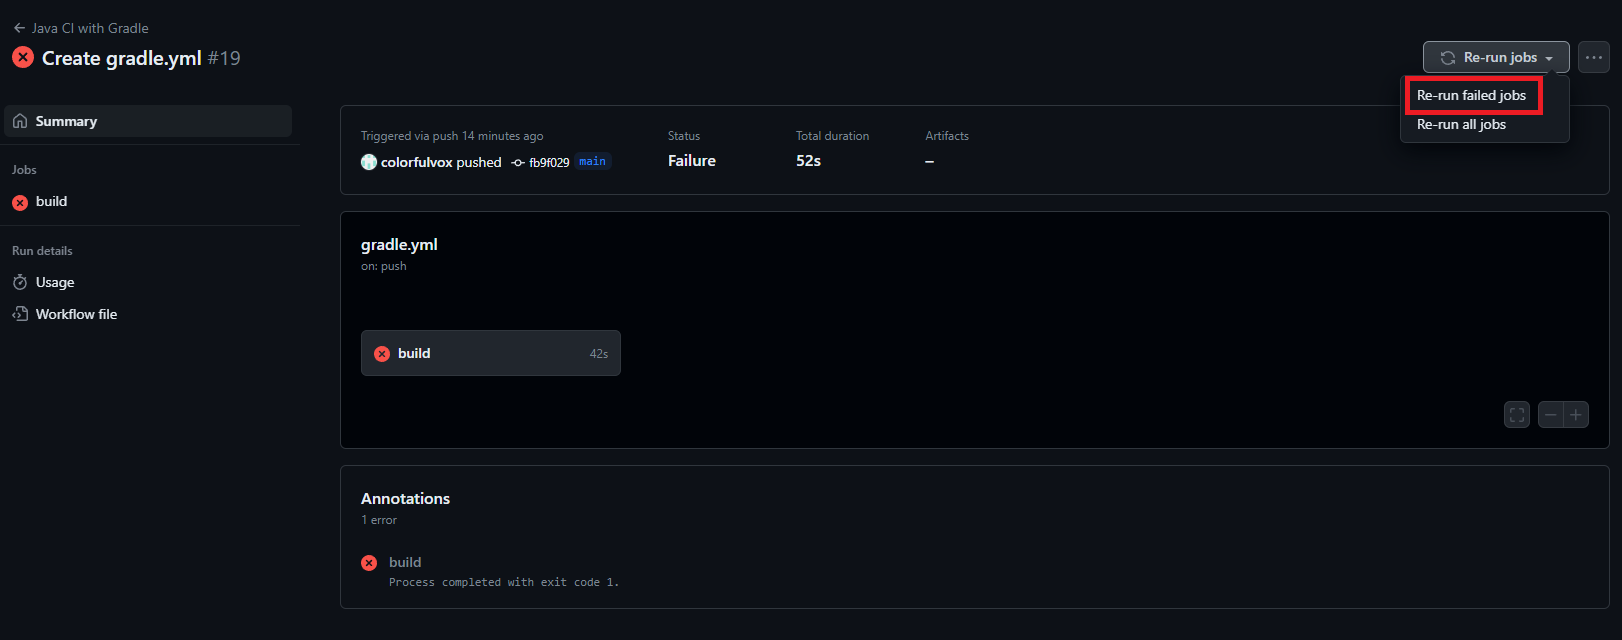 Java CI with Gradle
Create gradle.yml #19
Re-run jobs
Re-run failed jobs
Re-run all jobs
Summary
Jobs
build
Run details
Usage
Workflow file
Triggered via push 14 minutes ago
colorfulvox pushed fb9f029 main
Status
Failure
Total duration
52s
Artifacts
–
gradle.yml
on: push
build 42s
Annotations
1 error
build
Process completed with exit code 1.